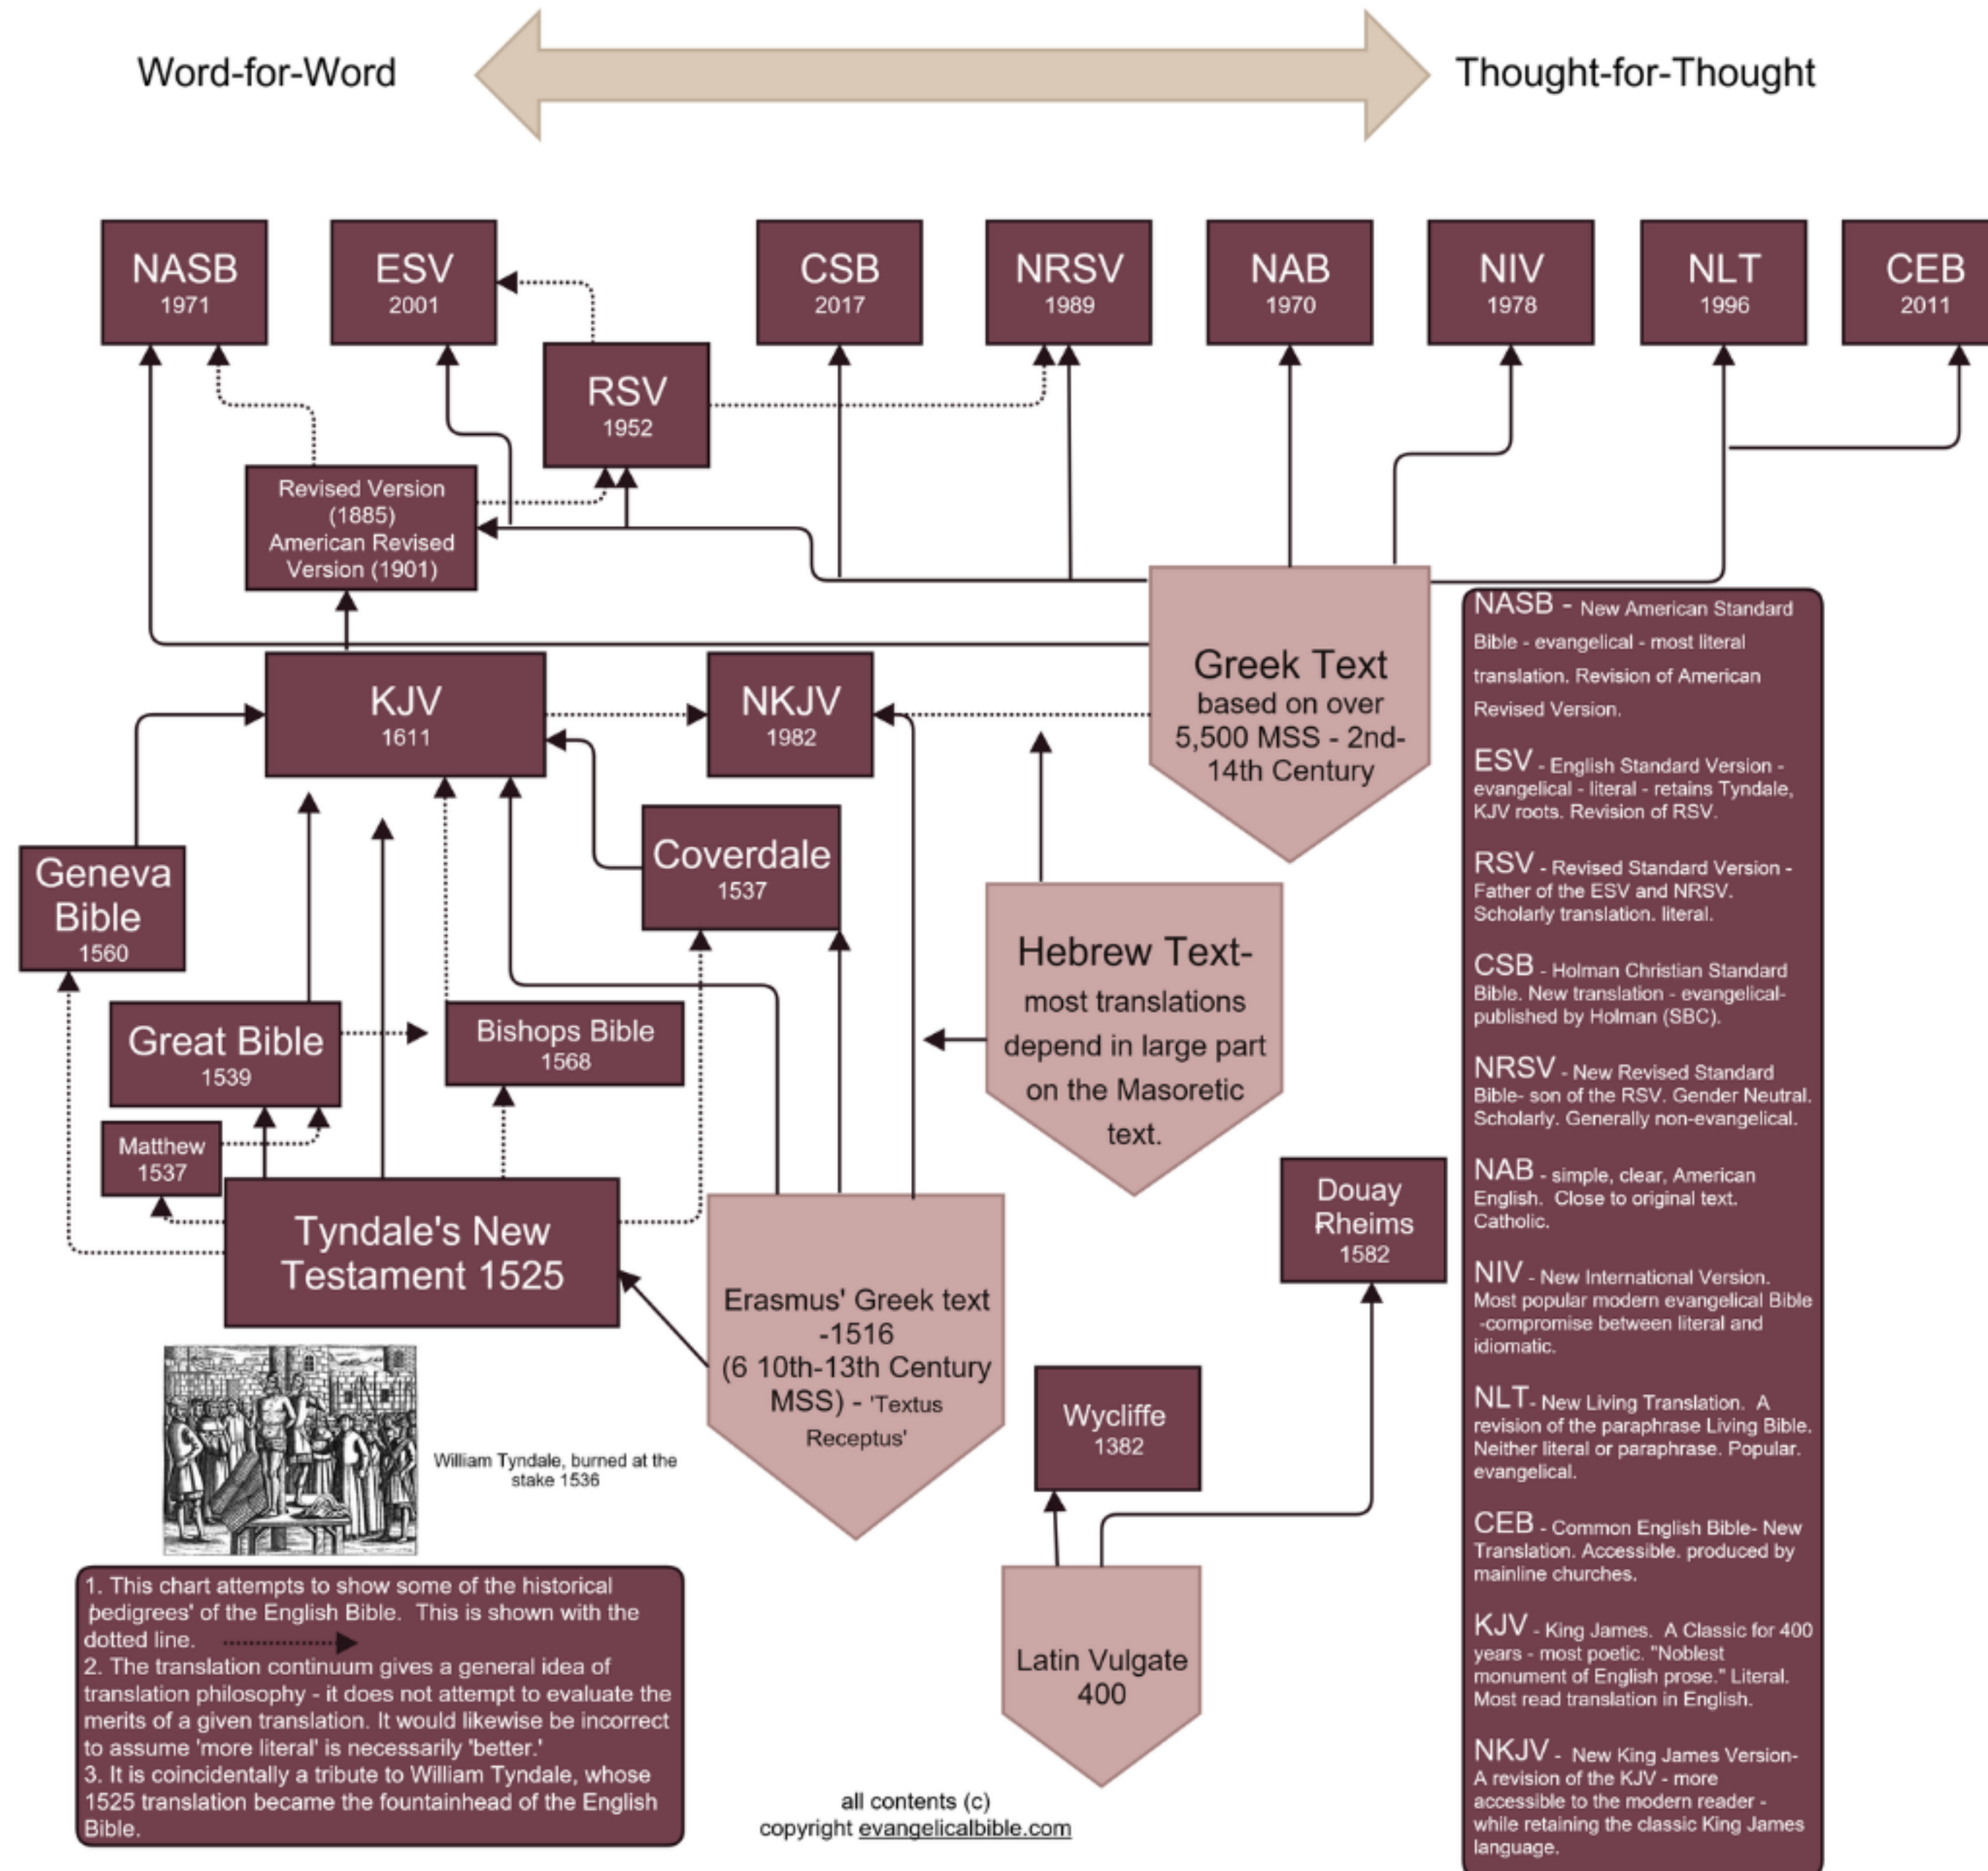 Word-for-Word
Thought-for-Thought
NASB
1971
ESV
2001
CSB
2017
NRSV
1989
NAB
1970
NIV
1978
NLT
1996
CEB
2011
RSV
1952
Revised Version
(1885)
American Revised
Version (1901)
KJV
1611
NKJV
1982
Greek Text
based on over
5,500 MSS - 2nd-
14th Century
Geneva
Bible
1560
Coverdale
1537
Hebrew Text-
most translations
depend in large part
on the Masoretic
text.
Great Bible
1539
Bishops Bible
1568
Matthew
1537
Tyndale's New
Testament 1525
Erasmus' Greek text
-1516
(6 10th-13th Century
MSS) - 'Textus
Receptus'
Douay
Rheims
1582
Wycliffe
1382
Latin Vulgate
400
William Tyndale, burned at the
stake 1536
1. This chart attempts to show some of the historical
'pedigrees' of the English Bible. This is shown with the
dotted line.
2. The translation continuum gives a general idea of
translation philosophy - it does not attempt to evaluate the
merits of a given translation. It would likewise be incorrect
to assume 'more literal' is necessarily 'better.'
3. It is coincidentally a tribute to William Tyndale, whose
1525 translation became the fountainhead of the English
Bible.
all contents (c)
copyright evangelicalbible.com
NASB - New American Standard
Bible - evangelical - most literal
translation. Revision of American
Revised Version.
ESV - English Standard Version -
evangelical - literal - retains Tyndale,
KJV roots. Revision of RSV.
RSV - Revised Standard Version -
Father of the ESV and NRSV.
Scholarly translation. literal.
CSB - Holman Christian Standard
Bible. New translation - evangelical-
published by Holman (SBC).
NRSV - New Revised Standard
Bible- son of the RSV. Gender Neutral.
Scholarly. Generally non-evangelical.
NAB - simple, clear, American
English. Close to original text.
Catholic.
NIV - New International Version.
Most popular modern evangelical Bible
-compromise between literal and
idiomatic.
NLT- New Living Translation. A
revision of the paraphrase Living Bible.
Neither literal or paraphrase. Popular.
evangelical.
CEB - Common English Bible- New
Translation. Accessible. produced by
mainline churches.
KJV - King James. A Classic for 400
years - most poetic. "Noblest
monument of English prose." Literal.
Most read translation in English.
NKJV - New King James Version-
A revision of the KJV - more
accessible to the modern reader -
while retaining the classic King James
language.